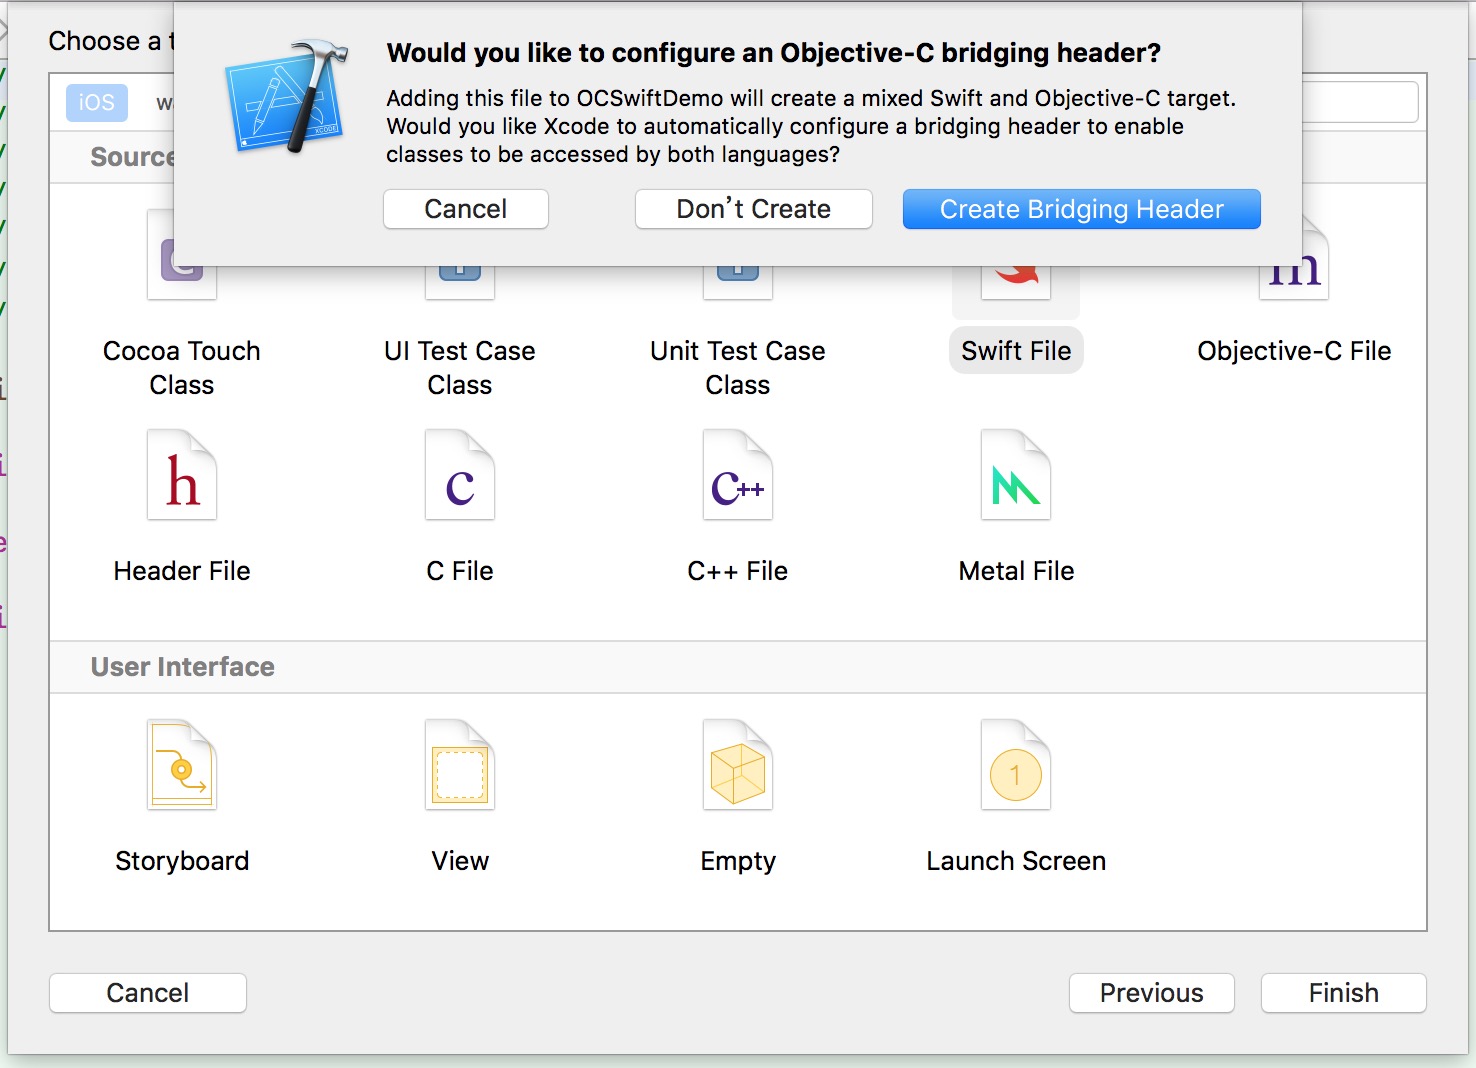 Choose a t
Would you like to configure an Objective-C bridging header?
Adding this file to OCSwiftDemo will create a mixed Swift and Objective-C target.
Would you like Xcode to automatically configure a bridging header to enable
classes to be accessed by both languages?
Cancel
Don't Create
Create Bridging Header
XCODE
iOS
w
Source
m
Cocoa Touch
Class
UI Test Case
Class
Unit Test Case
Class
Swift File
Objective-C File
h
c
C++
Header File
C File
C++ File
Metal File
User Interface
1
Storyboard
View
Empty
Launch Screen
Cancel
Previous
Finish